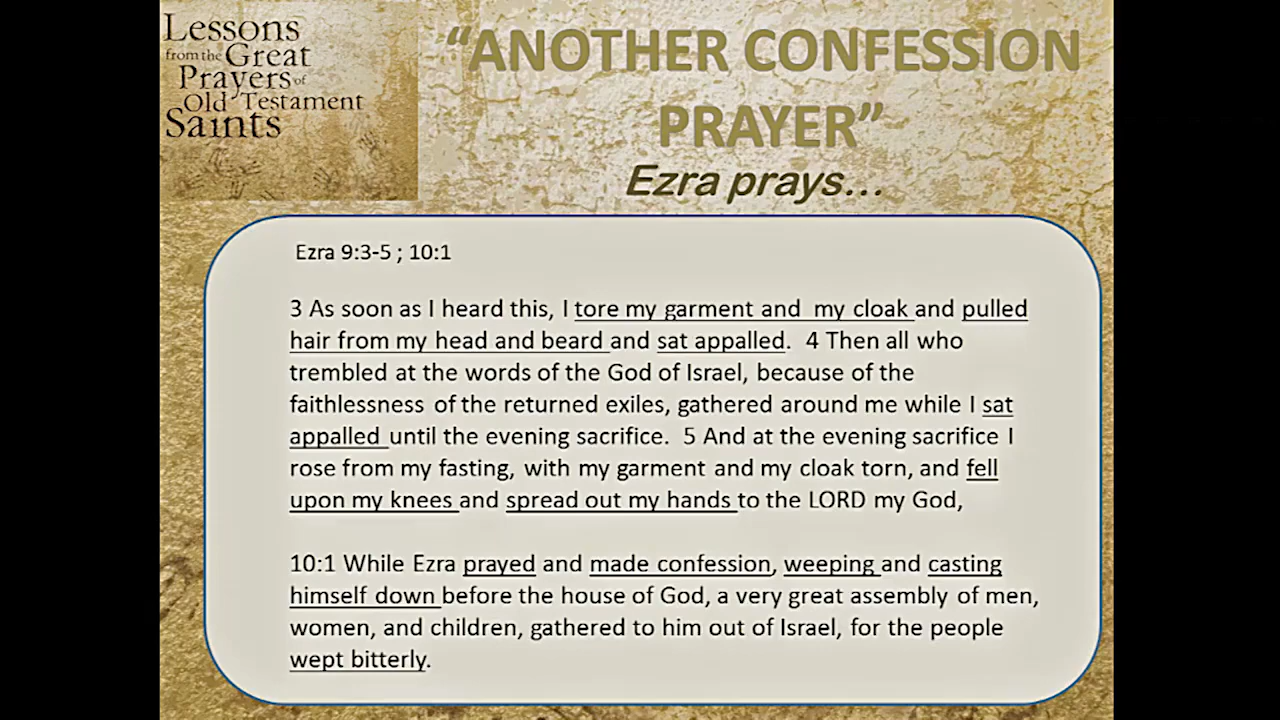 Lessons
from the Great
Prayers of
Old Testament
Saints
“ANOTHER CONFESSION
PRAYER”
Ezra prays...
Ezra 9:3-5 ; 10:1
3 As soon as I heard this, I tore my garment and my cloak and pulled
hair from my head and beard and sat appalled. 4 Then all who
trembled at the words of the God of Israel, because of the
faithlessness of the returned exiles, gathered around me while I sat
appalled until the evening sacrifice. 5 And at the evening sacrifice I
rose from my fasting, with my garment and my cloak torn, and fell
upon my knees and spread out my hands to the LORD my God,
10:1 While Ezra prayed and made confession, weeping and casting
himself down before the house of God, a very great assembly of men,
women, and children, gathered to him out of Israel, for the people
wept bitterly.